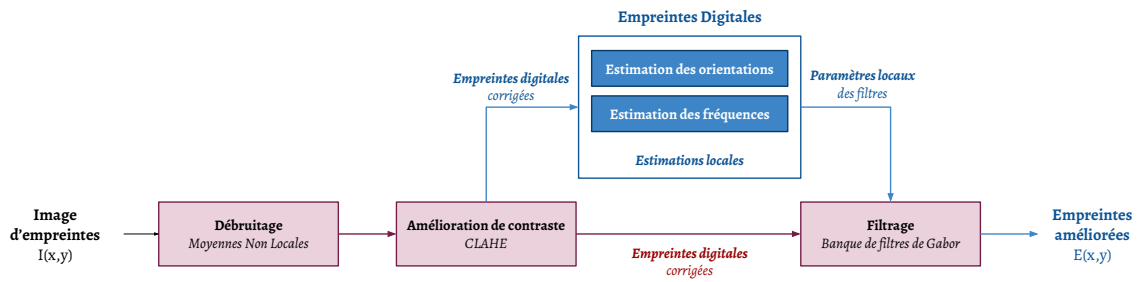 Empreintes Digitales
Estimation des orientations
Estimation des fréquences
Estimations locales
Empreintes digitales
corrigées
Paramètres locaux
des filtres
Image
d'empreintes
I(x,y)
Débruitage
Moyennes Non Locales
Amélioration de contraste
CLAHE
Empreintes digitales
corrigées
Filtrage
Banque de filtres de Gabor
Empreintes
améliorées
E(x,y)